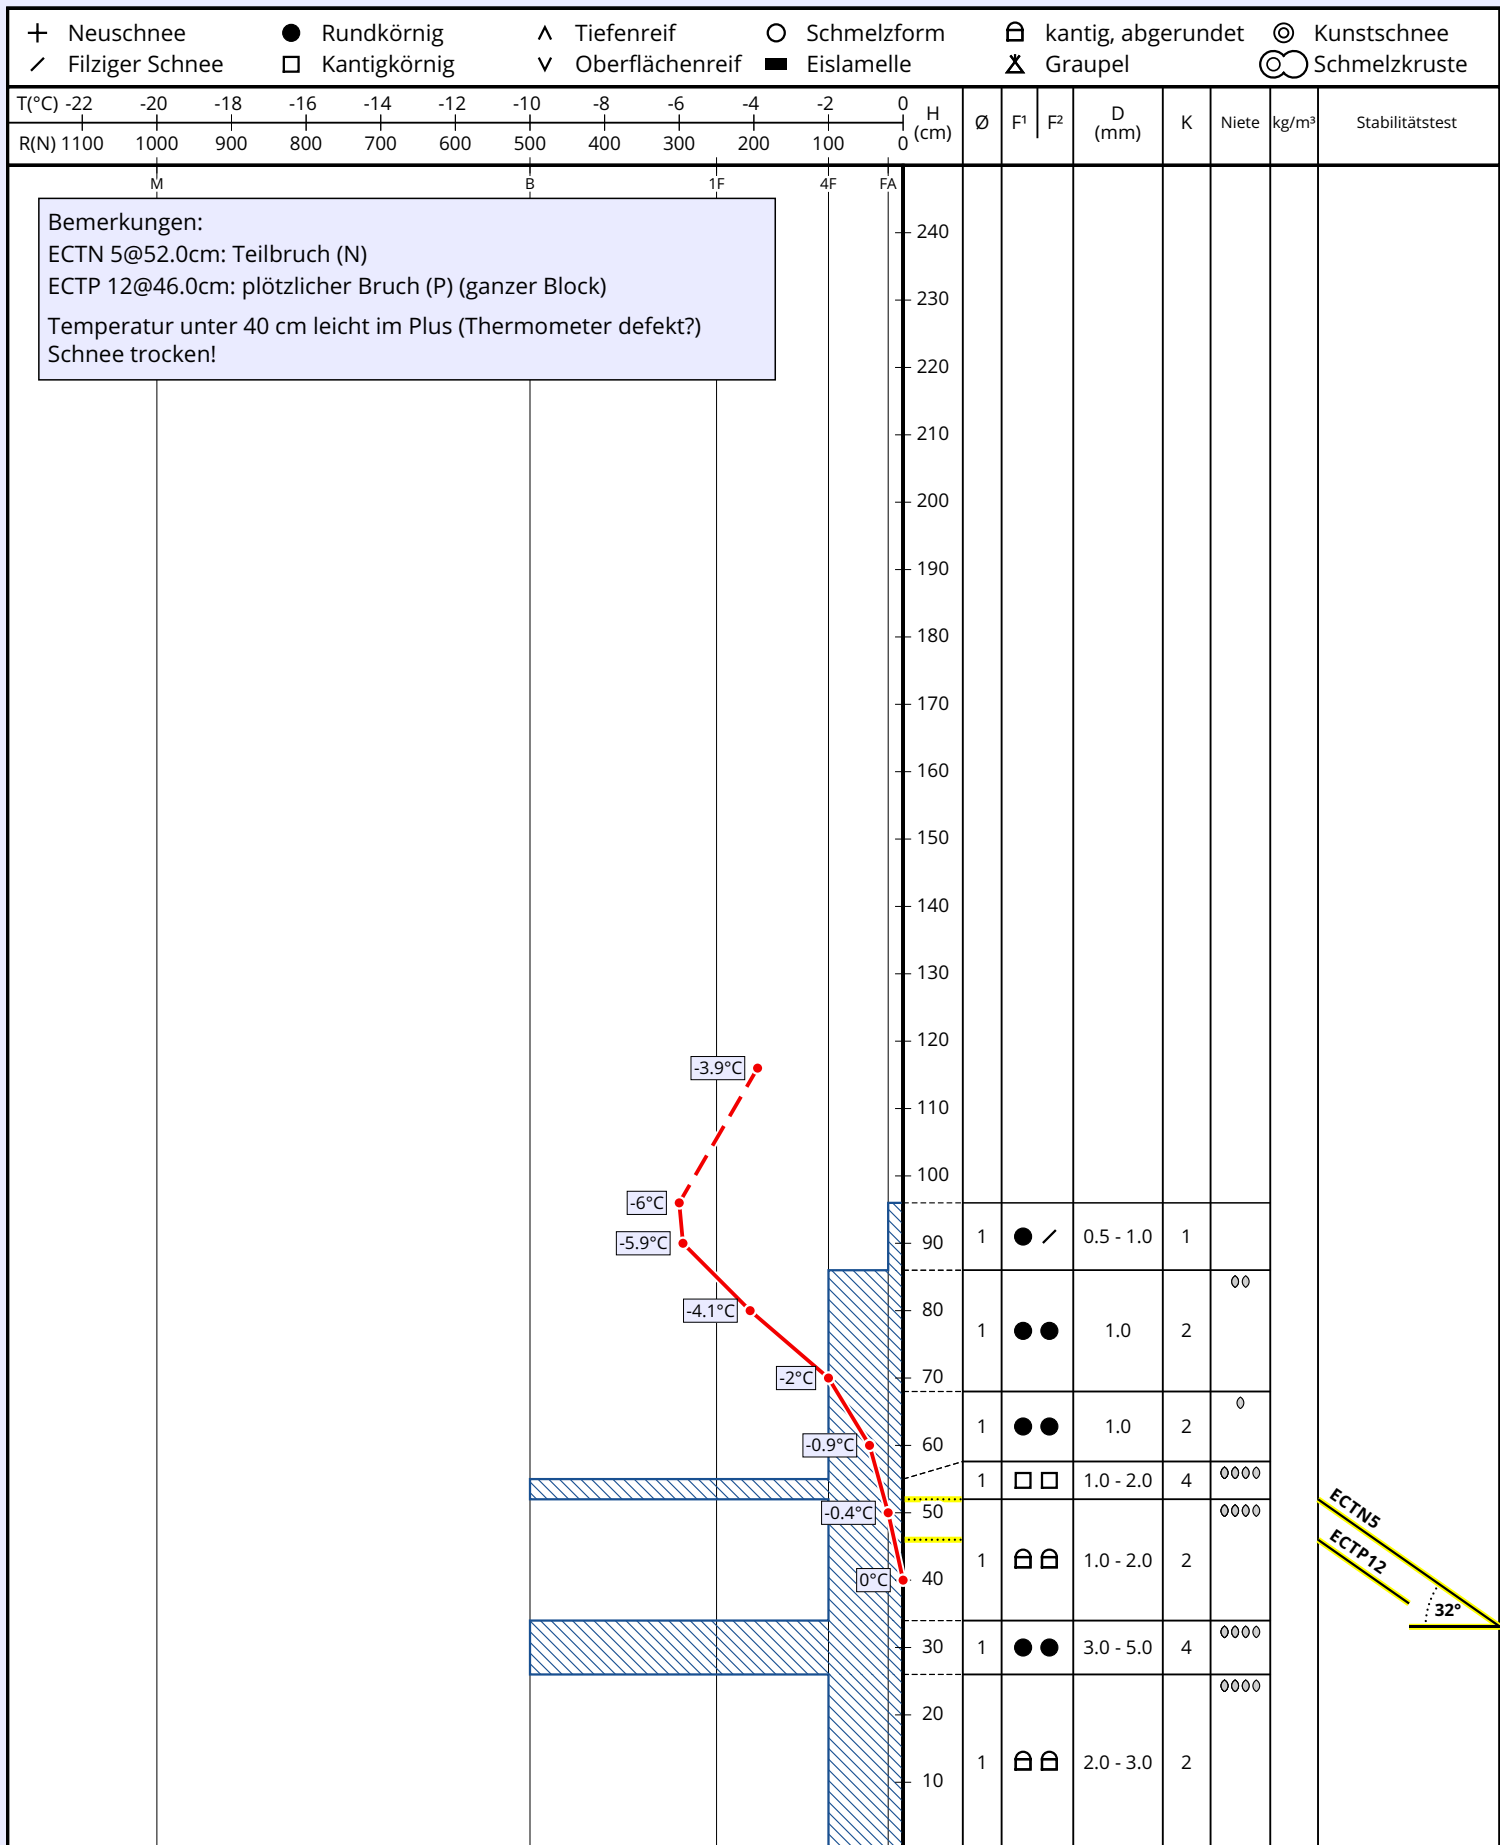 Neuschnee Rundkörnig Tiefenreif Schmelzform kantig, abgerundet Kunstschnee
Filziger Schnee Kantigkörnig Oberflächenreif Eislamelle Graupel Schmelzkruste
T(°C) -22 -20 -18 -16 -14 -12 -10 -8 -6 -4 -2 0
R(N) 1100 1000 900 800 700 600 500 400 300 200 100 0
H (cm) Ø F¹ F² D (mm) K Niete kg/m³ Stabilitätstest
M B 1F 4F FA
Bemerkungen:
ECTN 5@52.0cm: Teilbruch (N)
ECTP 12@46.0cm: plötzlicher Bruch (P) (ganzer Block)
Temperatur unter 40 cm leicht im Plus (Thermometer defekt?)
Schnee trocken!
240
230
220
210
200
190
180
170
160
150
140
130
120
-3.9°C
110
100
-6°C
1 0.5 - 1.0 1
-5.9°C 90
-4.1°C 80
1 1.0 2
-2°C 70
1 1.0 2
-0.9°C 60
1 1.0 - 2.0 4
-0.4°C 50
ECTN5
ECTP12
1 1.0 - 2.0 2
0°C 40
32°
30 1 3.0 - 5.0 4
20
1 2.0 - 3.0 2
10